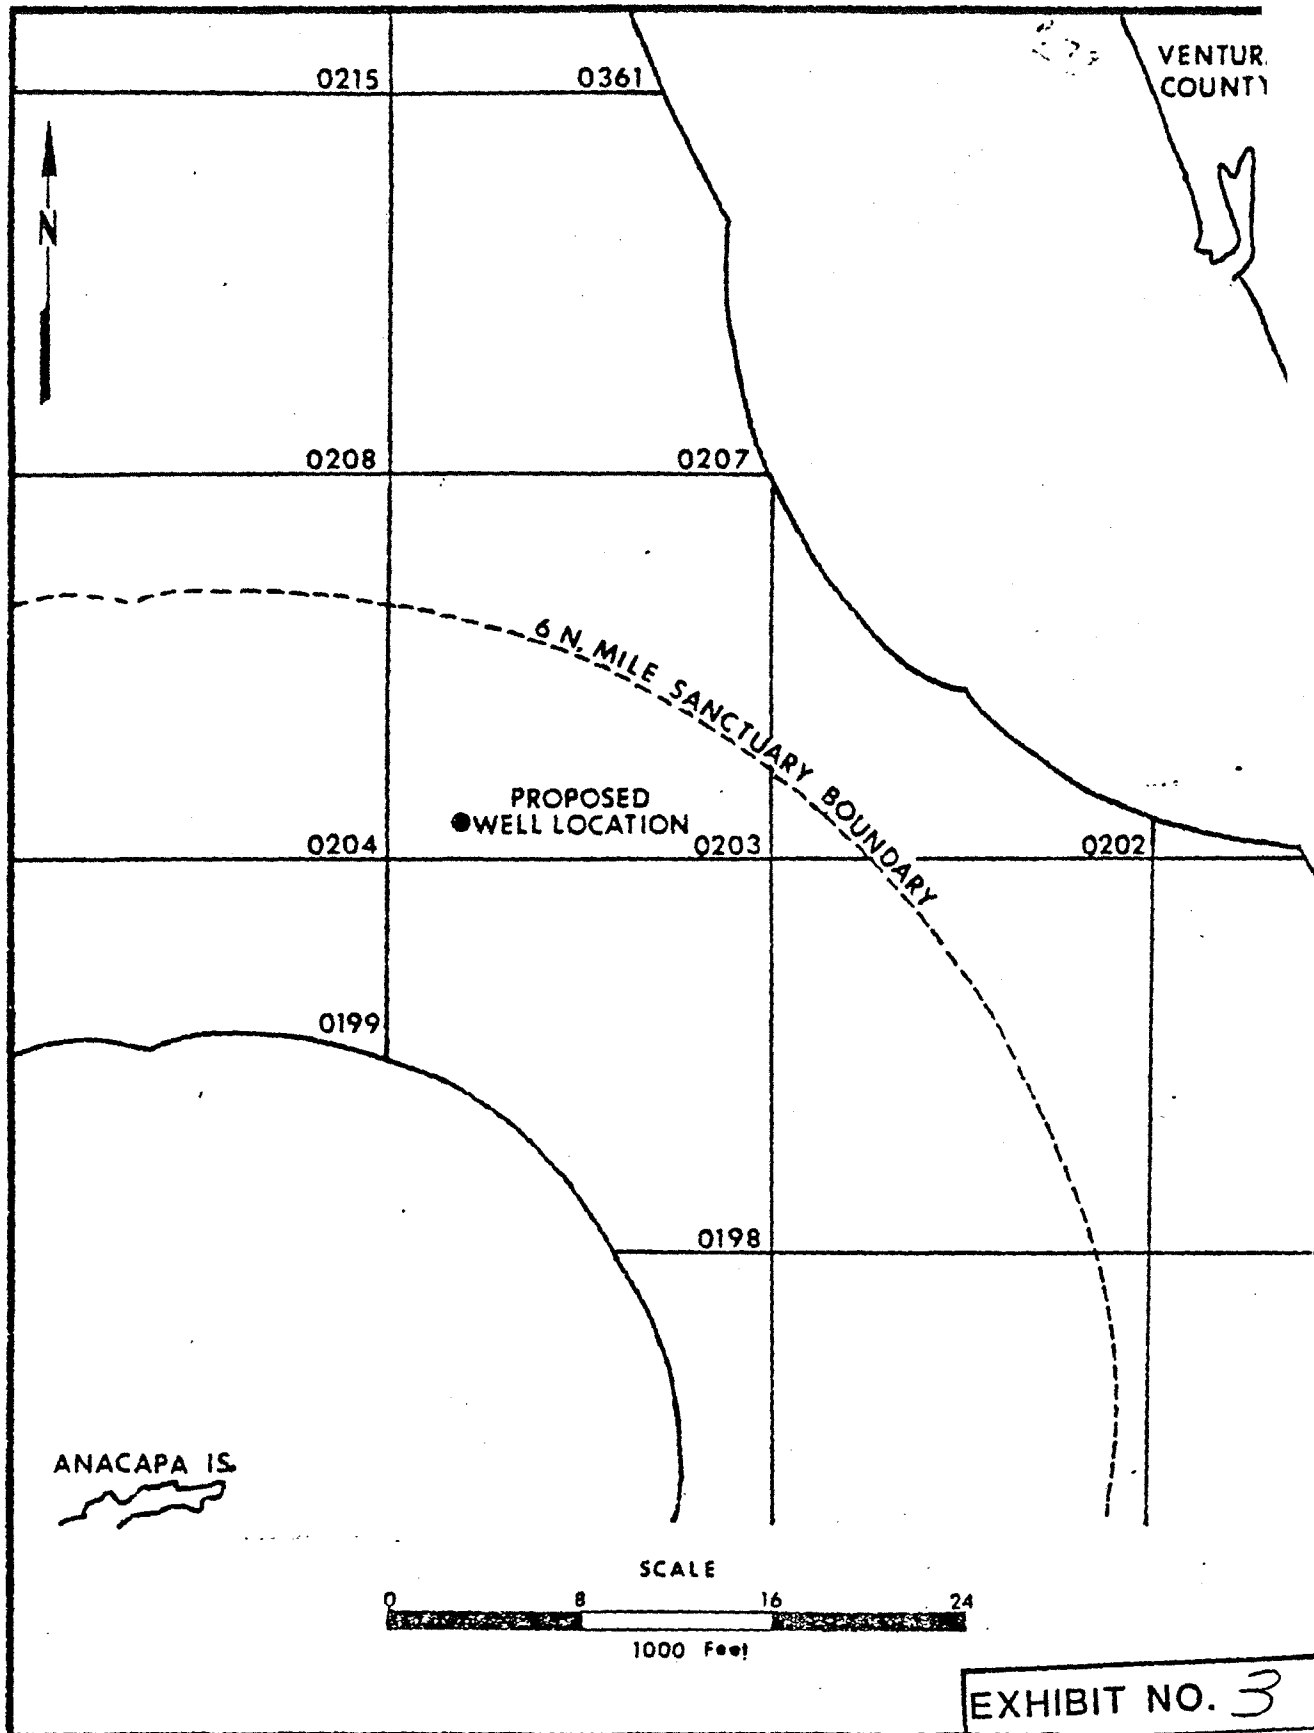 VENTUR
COUNTY
0215
0361
N
0208
0207
6 N. MILE SANCTUARY BOUNDARY
PROPOSED
WELL LOCATION
0204
0203
0202
0199
0198
ANACAPA IS.
SCALE
0 8 16 24
1000 Feet
EXHIBIT NO. 3